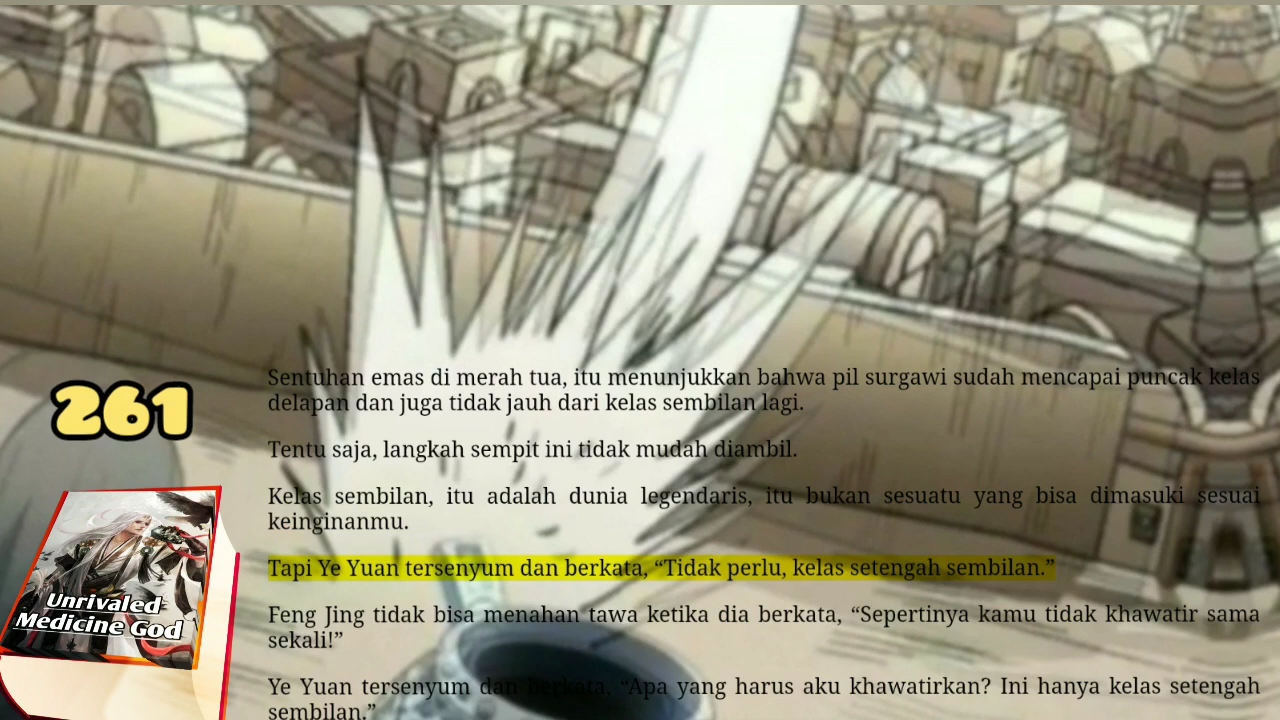 Sentuhan emas di merah tua, itu menunjukkan bahwa pil surgawi sudah mencapai puncak kelas
delapan dan juga tidak jauh dari kelas sembilan lagi.
Tentu saja, langkah sempit ini tidak mudah diambil.
Kelas sembilan, itu adalah dunia legendaris, itu bukan sesuatu yang bisa dimasuki sesuai
keinginanmu.
Tapi Ye Yuan tersenyum dan berkata, “Tidak perlu, kelas setengah sembilan.”
Feng Jing tidak bisa menahan tawa ketika dia berkata, “Sepertinya kamu tidak khawatir sama
sekali!”
Ye Yuan tersenyum dan berkata, “Apa yang harus aku khawatirkan? Ini hanya kelas setengah
sembilan.”
261
Unrivaled
Medicine God